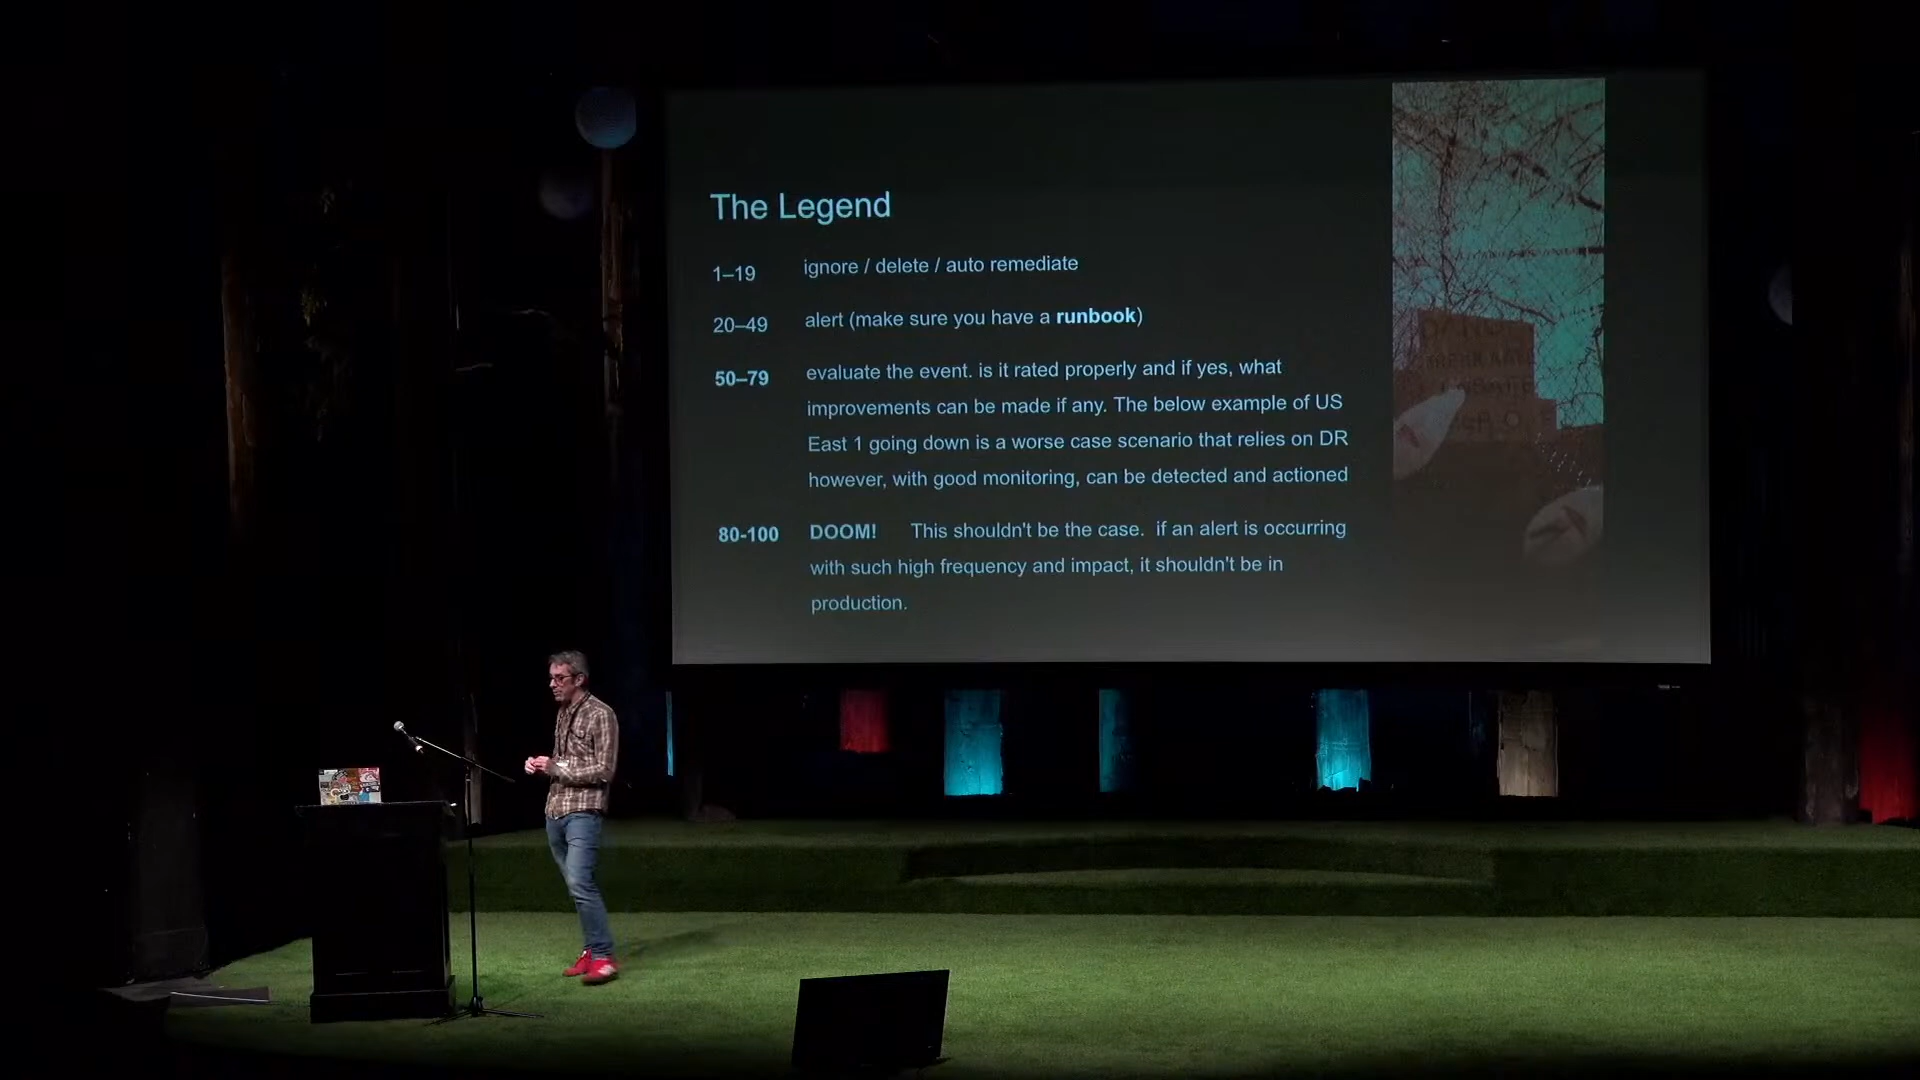 The Legend
1–19 ignore / delete / auto remediate
20–49 alert (make sure you have a runbook)
50–79 evaluate the event. is it rated properly and if yes, what
improvements can be made if any. The below example of US
East 1 going down is a worse case scenario that relies on DR
however, with good monitoring, can be detected and actioned
80-100 DOOM! This shouldn't be the case. if an alert is occurring
with such high frequency and impact, it shouldn't be in
production.